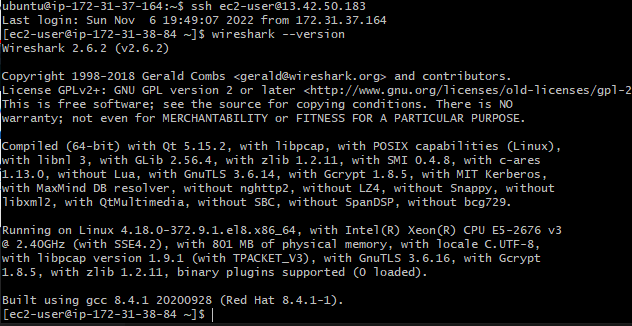 ubuntu@ip-172-31-37-164:~$ ssh ec2-user@13.42.50.183
Last login: Sun Nov  6 19:49:07 2022 from 172.31.37.164
[ec2-user@ip-172-31-38-84 ~]$ wireshark --version
Wireshark 2.6.2 (v2.6.2)

Copyright 1998-2018 Gerald Combs <gerald@wireshark.org> and contributors.
License GPLv2+: GNU GPL version 2 or later <http://www.gnu.org/licenses/old-licenses/gpl-2
This is free software; see the source for copying conditions. There is NO
warranty; not even for MERCHANTABILITY or FITNESS FOR A PARTICULAR PURPOSE.

Compiled (64-bit) with Qt 5.15.2, with libpcap, with POSIX capabilities (Linux),
with libnl 3, with GLib 2.56.4, with zlib 1.2.11, with SMI 0.4.8, with c-ares
1.13.0, without Lua, with GnuTLS 3.6.14, with Gcrypt 1.8.5, with MIT Kerberos,
with MaxMind DB resolver, without nghttp2, without LZ4, without Snappy, without
libxml2, with QtMultimedia, without SBC, without SpanDSP, without bcg729.

Running on Linux 4.18.0-372.9.1.el8.x86_64, with Intel(R) Xeon(R) CPU E5-2676 v3
@ 2.40GHz (with SSE4.2), with 801 MB of physical memory, with locale C.UTF-8,
with libpcap version 1.9.1 (with TPACKET_V3), with GnuTLS 3.6.16, with Gcrypt
1.8.5, with zlib 1.2.11, binary plugins supported (0 loaded).

Built using gcc 8.4.1 20200928 (Red Hat 8.4.1-1).
[ec2-user@ip-172-31-38-84 ~]$